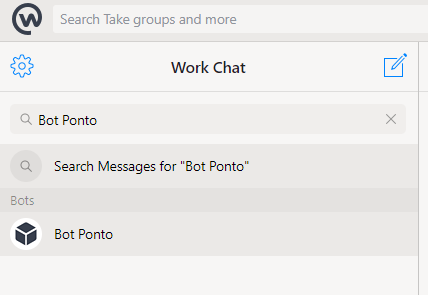 Search Take groups and more
Work Chat
Bot Ponto
Search Messages for "Bot Ponto"
Bots
Bot Ponto